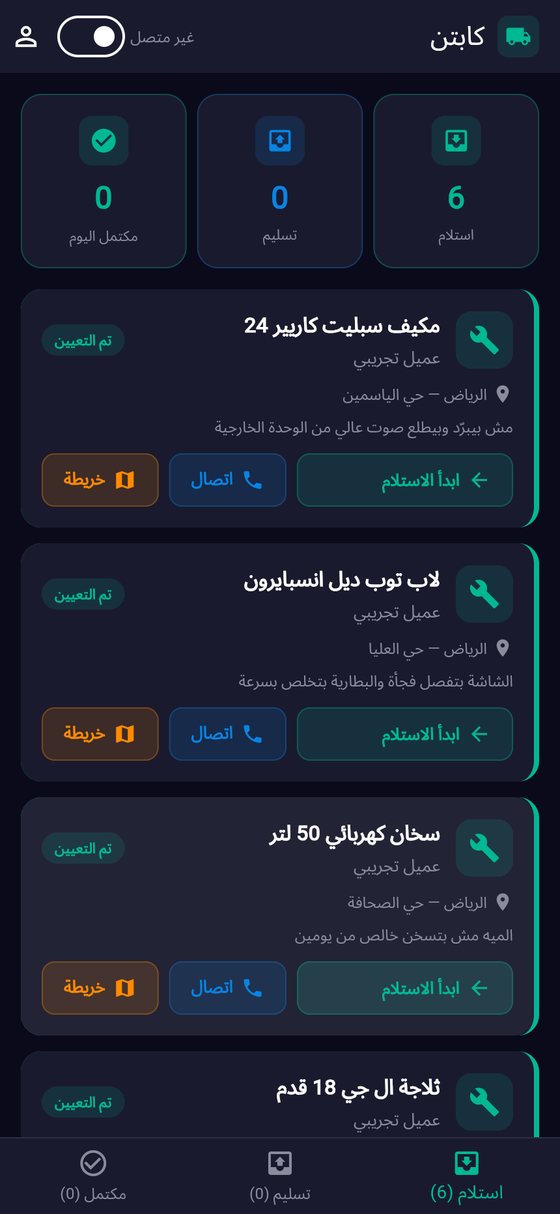 كابتن
غير متصل
6
استلام
0
تسليم
0
مكتمل اليوم
مكيف سبليت كاريير 24
تم التعيين
عميل تجريبي
الرياض — حي الياسمين
مش بيبرّد وبيطلع صوت عالي من الوحدة الخارجية
ابدأ الاستلام
اتصال
خريطة
لاب توب ديل انسبايرون
تم التعيين
عميل تجريبي
الرياض — حي العليا
الشاشة بتفصل فجأة والبطارية بتخلص بسرعة
ابدأ الاستلام
اتصال
خريطة
سخان كهربائي 50 لتر
تم التعيين
عميل تجريبي
الرياض — حي الصحافة
الميه مش بتسخن خالص من يومين
ابدأ الاستلام
اتصال
خريطة
ثلاجة ال جي 18 قدم
تم التعيين
عميل تجريبي
استلام (6)
تسليم (0)
مكتمل (0)